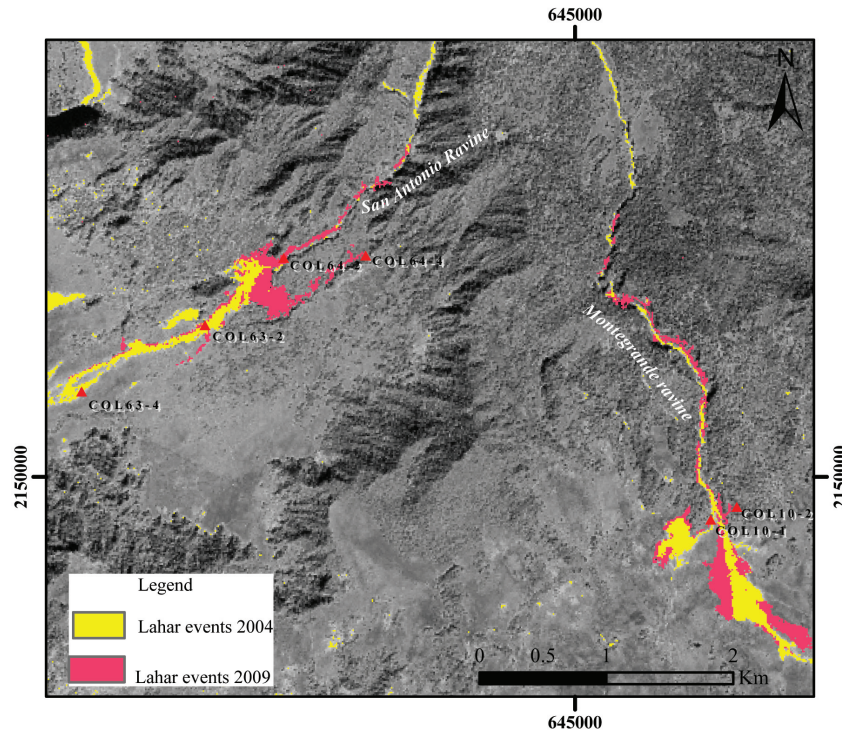 645000
N
San Antonio Ravine
COL64-2
COL64-4
Montegrande ravine
COL63-2
COL63-4
2150000
2150000
COL10-2
COL10-1
Legend
Lahar events 2004
Lahar events 2009
0 0.5 1 2
Km
645000